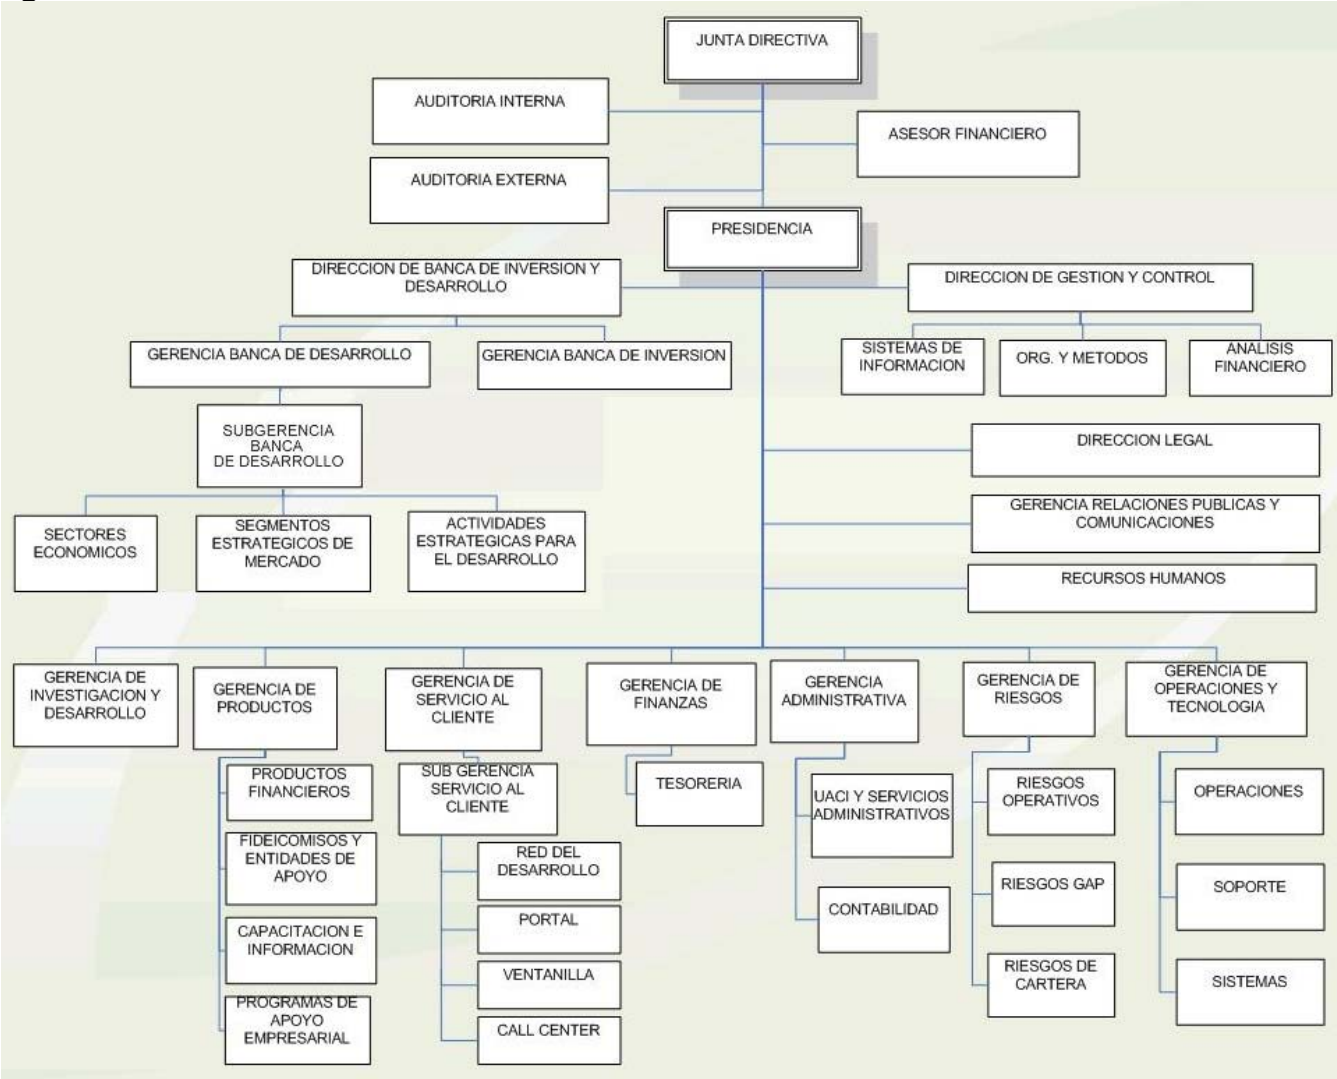 JUNTA DIRECTIVA
AUDITORIA INTERNA
ASESOR FINANCIERO
AUDITORIA EXTERNA
PRESIDENCIA
DIRECCION DE BANCA DE INVERSION Y
DESARROLLO
DIRECCION DE GESTION Y CONTROL
GERENCIA BANCA DE DESARROLLO
GERENCIA BANCA DE INVERSION
SISTEMAS DE
INFORMACION
ORG. Y METODOS
ANALISIS
FINANCIERO
SUBGERENCIA
BANCA
DE DESARROLLO
DIRECCION LEGAL
SECTORES
ECONOMICOS
SEGMENTOS
ESTRATEGICOS DE
MERCADO
ACTIVIDADES
ESTRATEGICAS PARA
EL DESARROLLO
GERENCIA RELACIONES PUBLICAS Y
COMUNICACIONES
RECURSOS HUMANOS
GERENCIA DE
INVESTIGACION Y
DESARROLLO
GERENCIA DE
PRODUCTOS
GERENCIA DE
SERVICIO AL
CLIENTE
GERENCIA DE
FINANZAS
GERENCIA
ADMINISTRATIVA
GERENCIA DE
RIESGOS
GERENCIA DE
OPERACIONES Y
TECNOLOGIA
PRODUCTOS
FINANCIEROS
FIDEICOMISOS Y
ENTIDADES DE
APOYO
CAPACITACION E
INFORMACION
PROGRAMAS DE
APOYO
EMPRESARIAL
SUB GERENCIA
SERVICIO AL
CLIENTE
RED DEL
DESARROLLO
PORTAL
VENTANILLA
CALL CENTER
TESORERIA
UACI Y SERVICIOS
ADMINISTRATIVOS
CONTABILIDAD
RIESGOS
OPERATIVOS
RIESGOS GAP
RIESGOS DE
CARTERA
OPERACIONES
SOPORTE
SISTEMAS